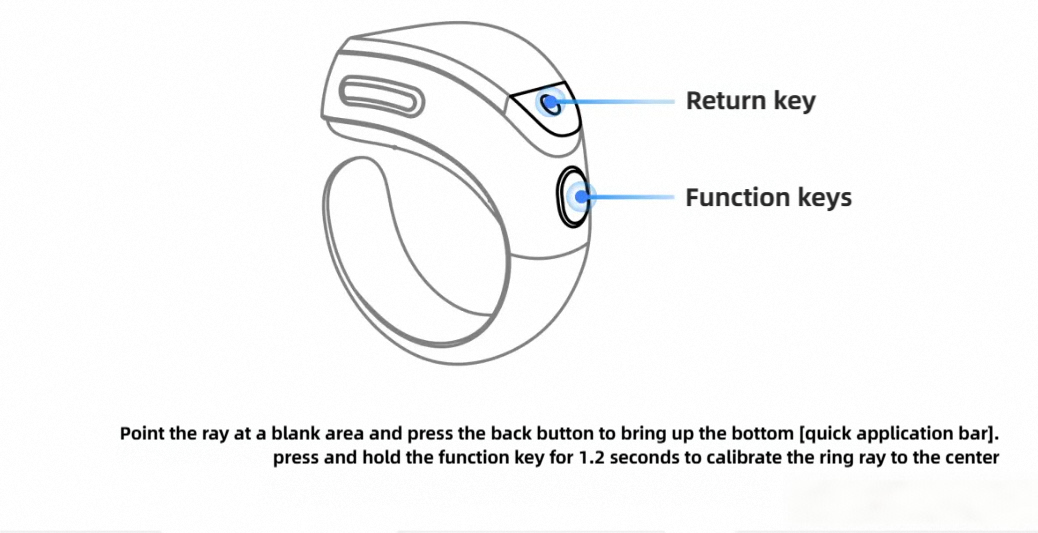 Return key
Function keys
Point the ray at a blank area and press the back button to bring up the bottom [quick application bar].
press and hold the function key for 1.2 seconds to calibrate the ring ray to the center